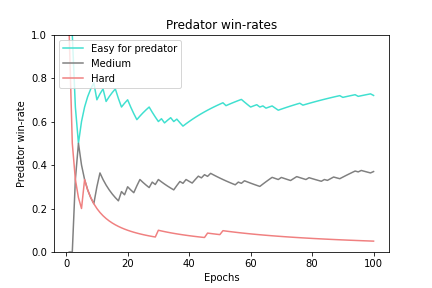 Predator win-rates
1.0
0.8
0.6
0.4
0.2
0.0
Predator win-rate
Easy for predator
Medium
Hard
0
20
40
60
80
100
Epochs